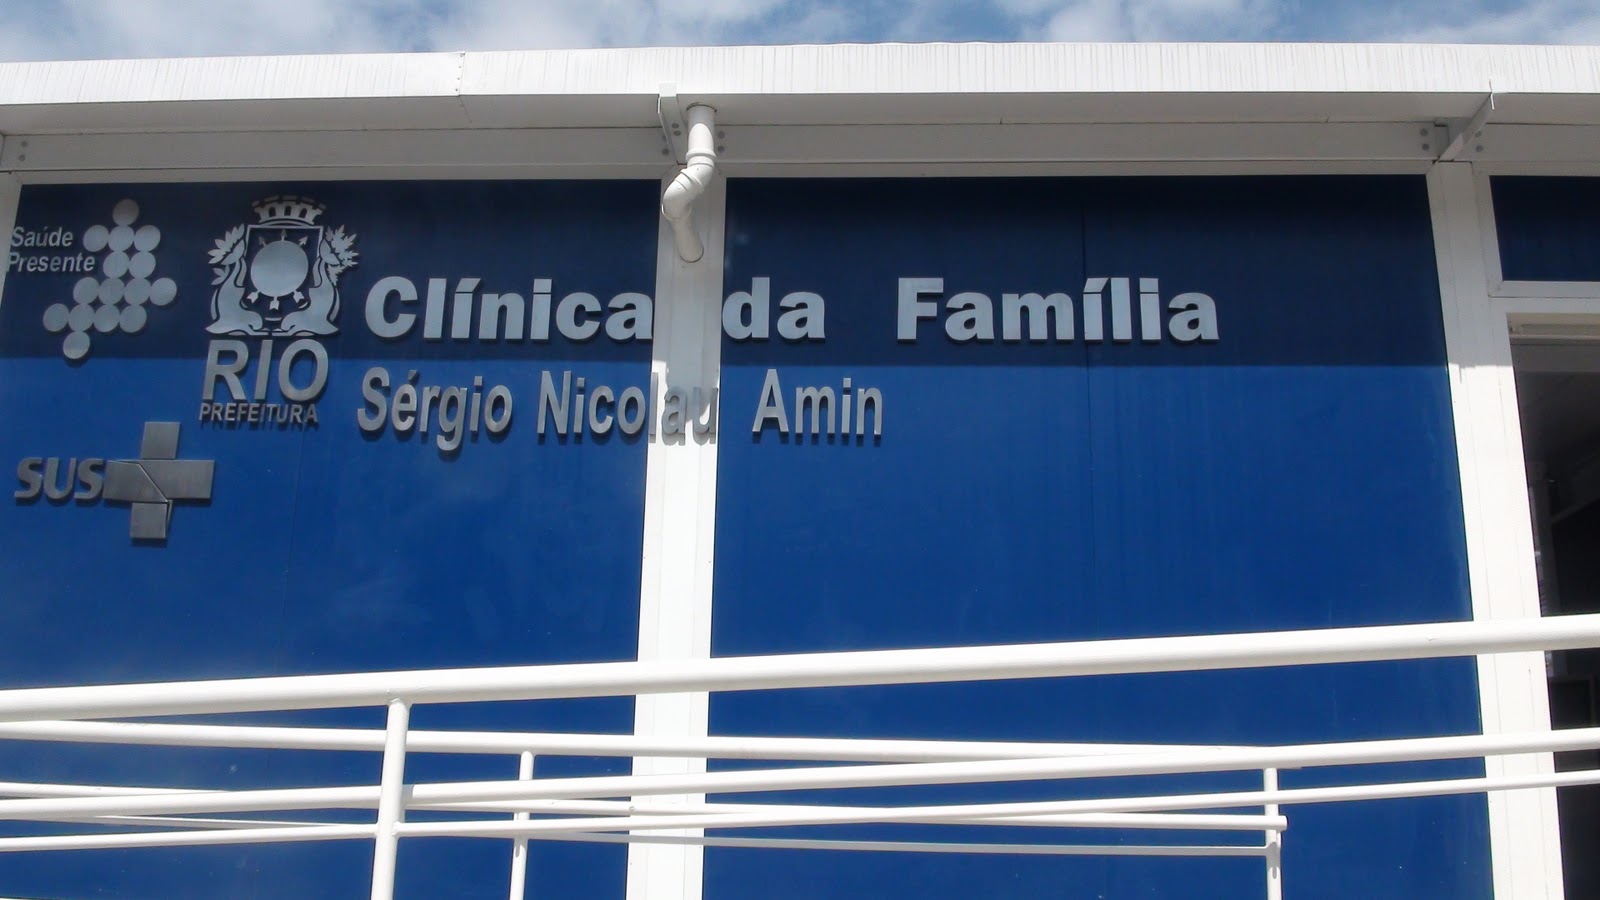 Saúde
Presente
Clínica da Família
RIO
PREFEITURA
Sérgio Nicolau Amin
SUS